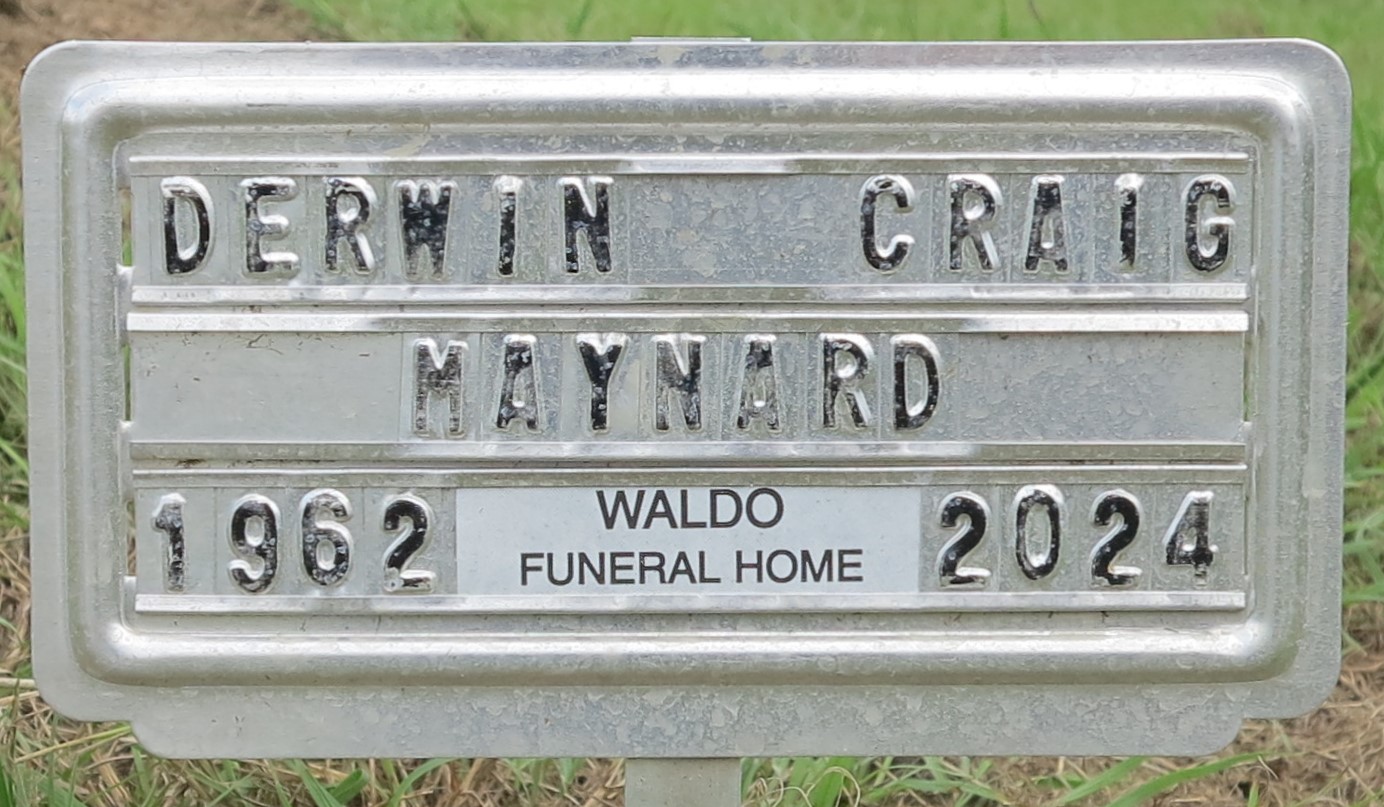 DERWIN CRAIG
MAYNARD
1962 WALDO FUNERAL HOME 2024